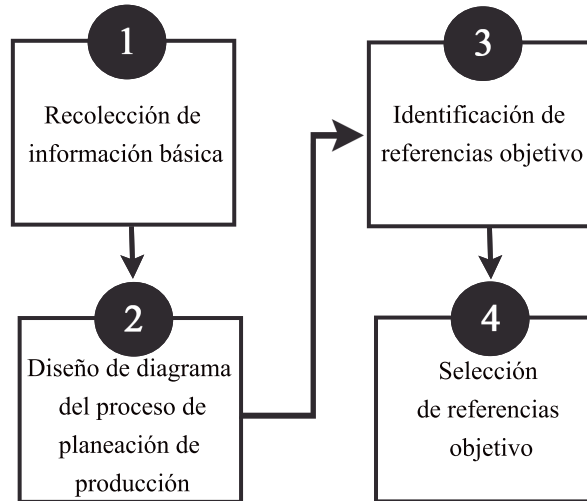 1
Recolección de
información básica
2
Diseño de diagrama
del proceso de
planeación de
producción
3
Identificación de
referencias objetivo
4
Selección
de referencias
objetivo